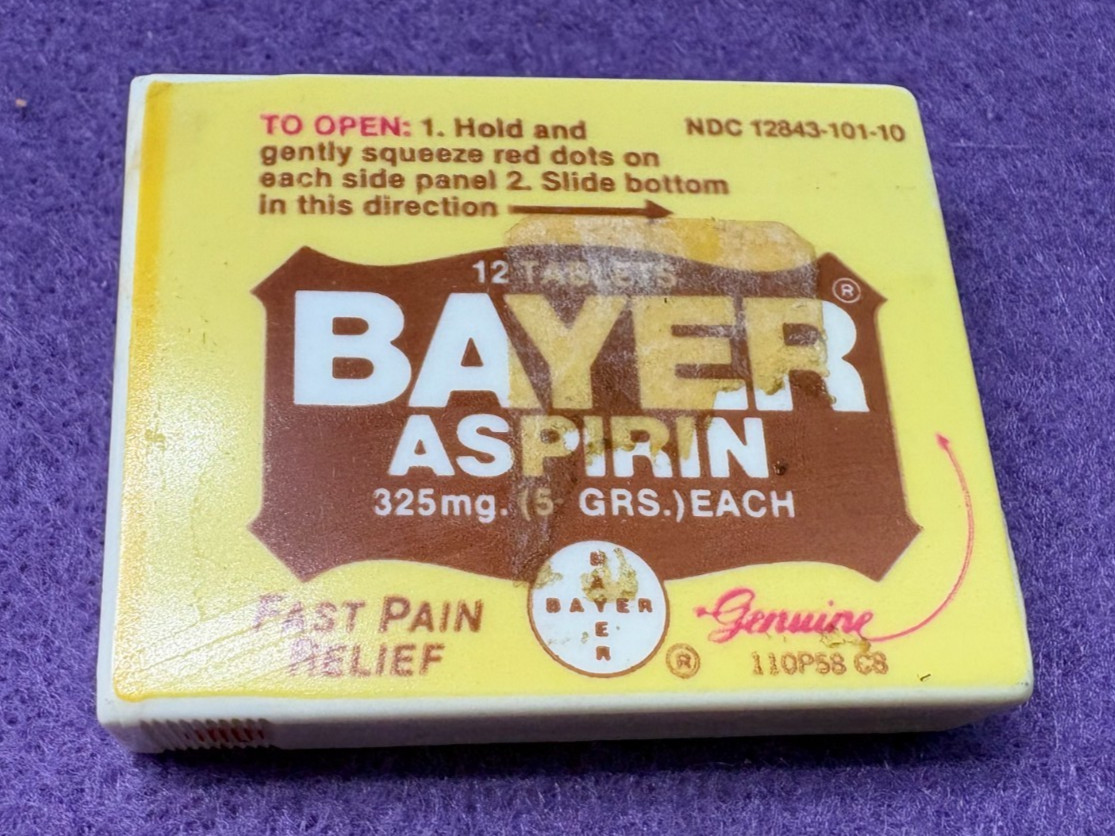 TO OPEN: 1. Hold and
gently squeeze red dots on
each side panel 2. Slide bottom
in this direction
NDC 12843-101-10
12 TABLETS
BAYER ®
ASPIRIN
325mg. (5 GRS.) EACH
FAST PAIN
RELIEF
BAYER
BAYER
®
Genuine
110P58 C8